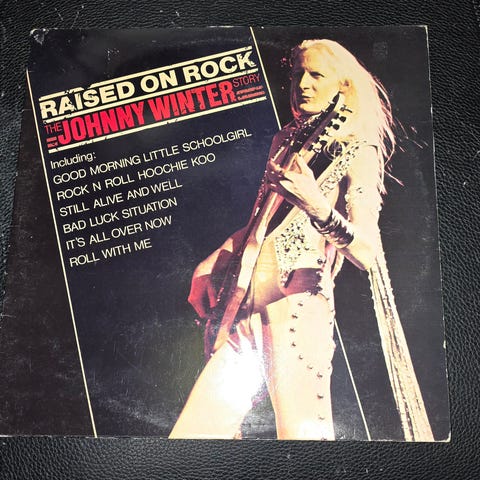 RAISED ON ROCK
THE JOHNNY WINTER STORY
Including:
GOOD MORNING LITTLE SCHOOLGIRL
ROCK N ROLL HOOCHIE KOO
STILL ALIVE AND WELL
BAD LUCK SITUATION
IT'S ALL OVER NOW
ROLL WITH ME